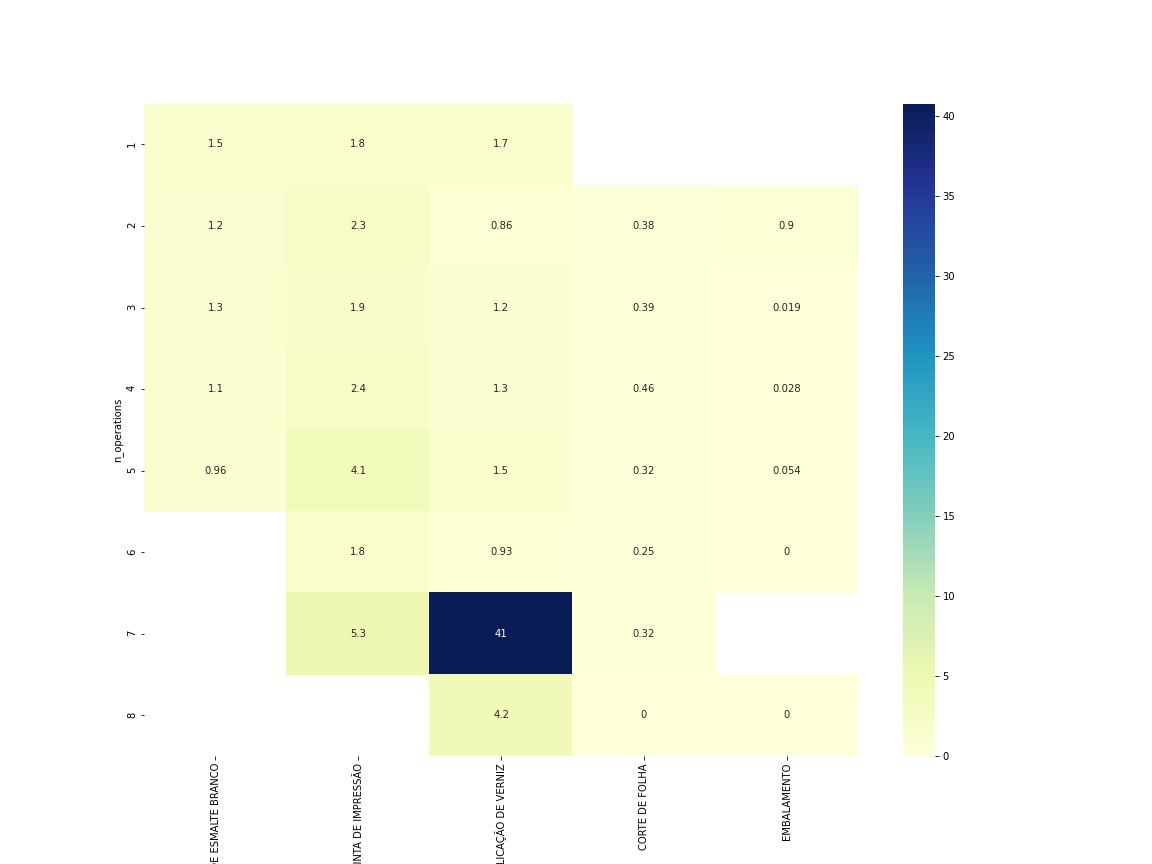 1.5 1.8 1.7
1.2 2.3 0.86 0.38 0.9
1.3 1.9 1.2 0.39 0.019
1.1 2.4 1.3 0.46 0.028
0.96 4.1 1.5 0.32 0.054
1.8 0.93 0.25 0
5.3 41 0.32
4.2 0 0
1
2
3
4
5
6
7
8
n_operations
ESMALTE BRANCO
DE IMPRESSÃO
DE VERNIZ
CORTE DE FOLHA
EMBALAMENTO
40
35
30
25
20
15
10
5
0